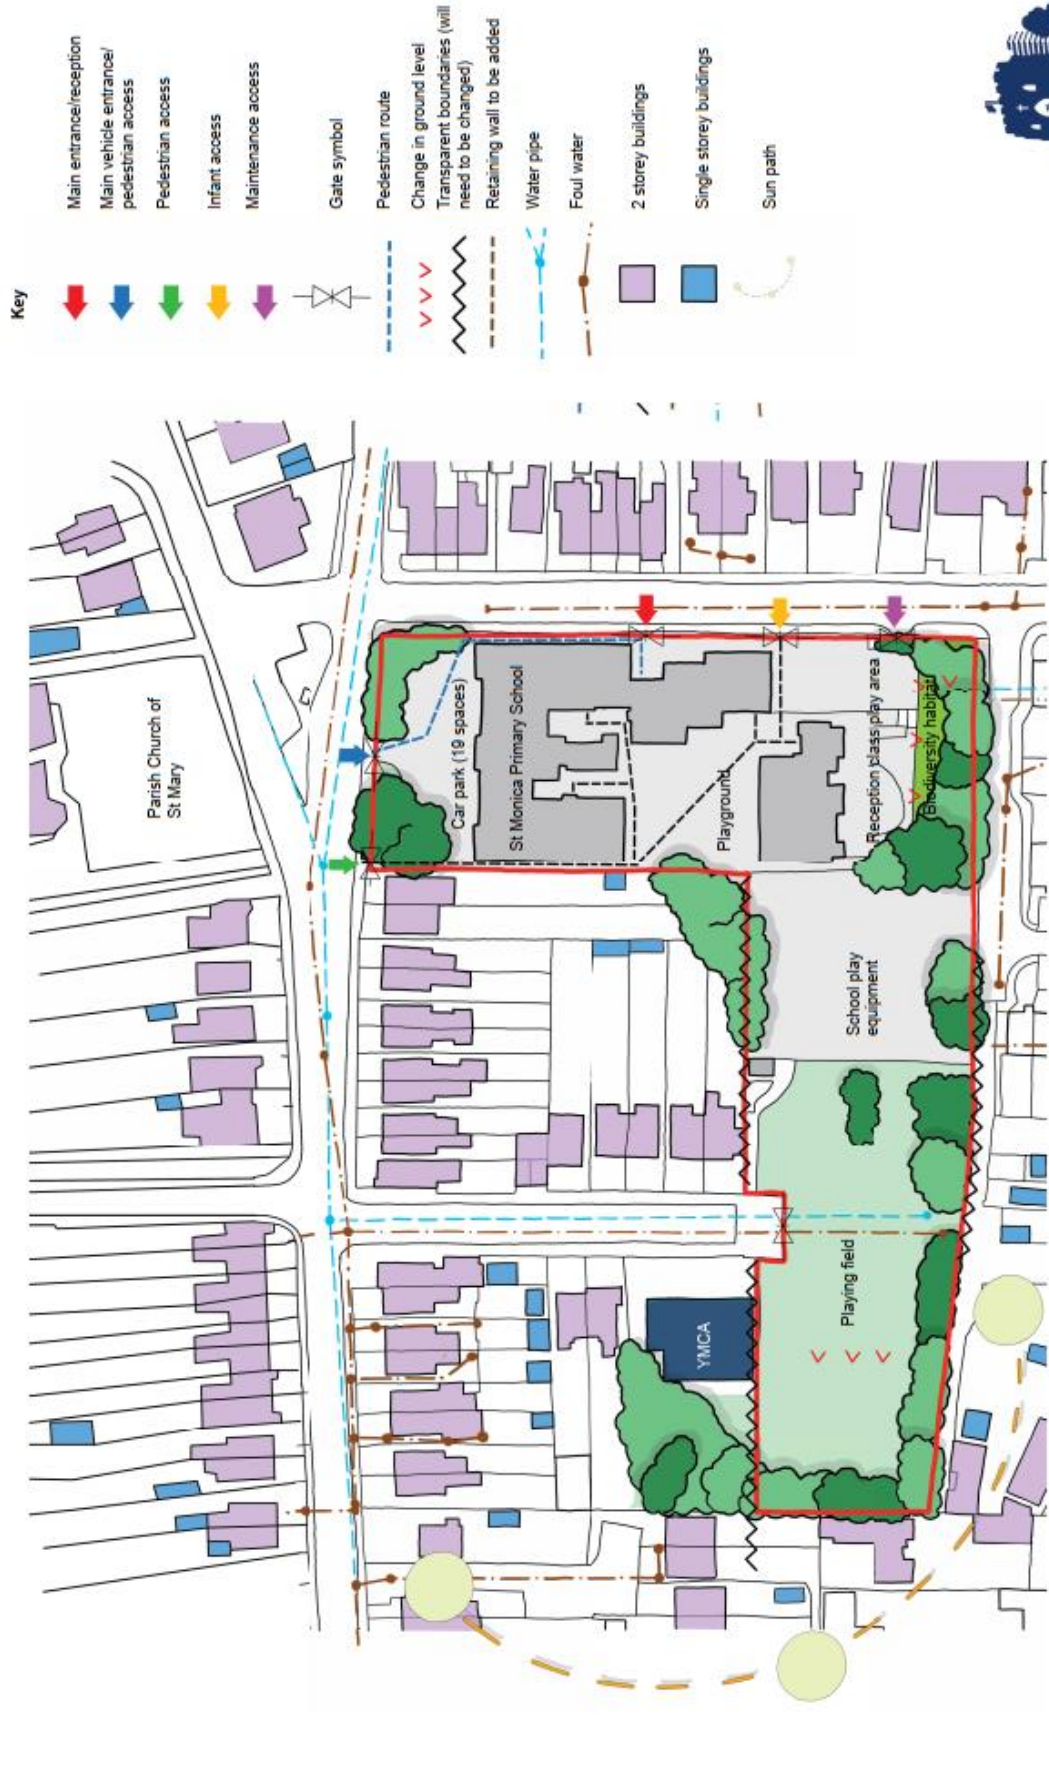 Key
Main entrance/reception
Main vehicle entrance/
pedestrian access
Pedestrian access
Infant access
Maintenance access
Gate symbol
Pedestrian route
Change in ground level
Transparent boundaries (will
need to be changed)
Retaining wall to be added
Water pipe
Foul water
2 storey buildings
Single storey buildings
Sun path
Parish Church of
St Mary
Car park (19 spaces)
St Monica Primary School
Playground
Reception class play area
Biodiversity habitat
School play
equipment
Playing field
YMCA